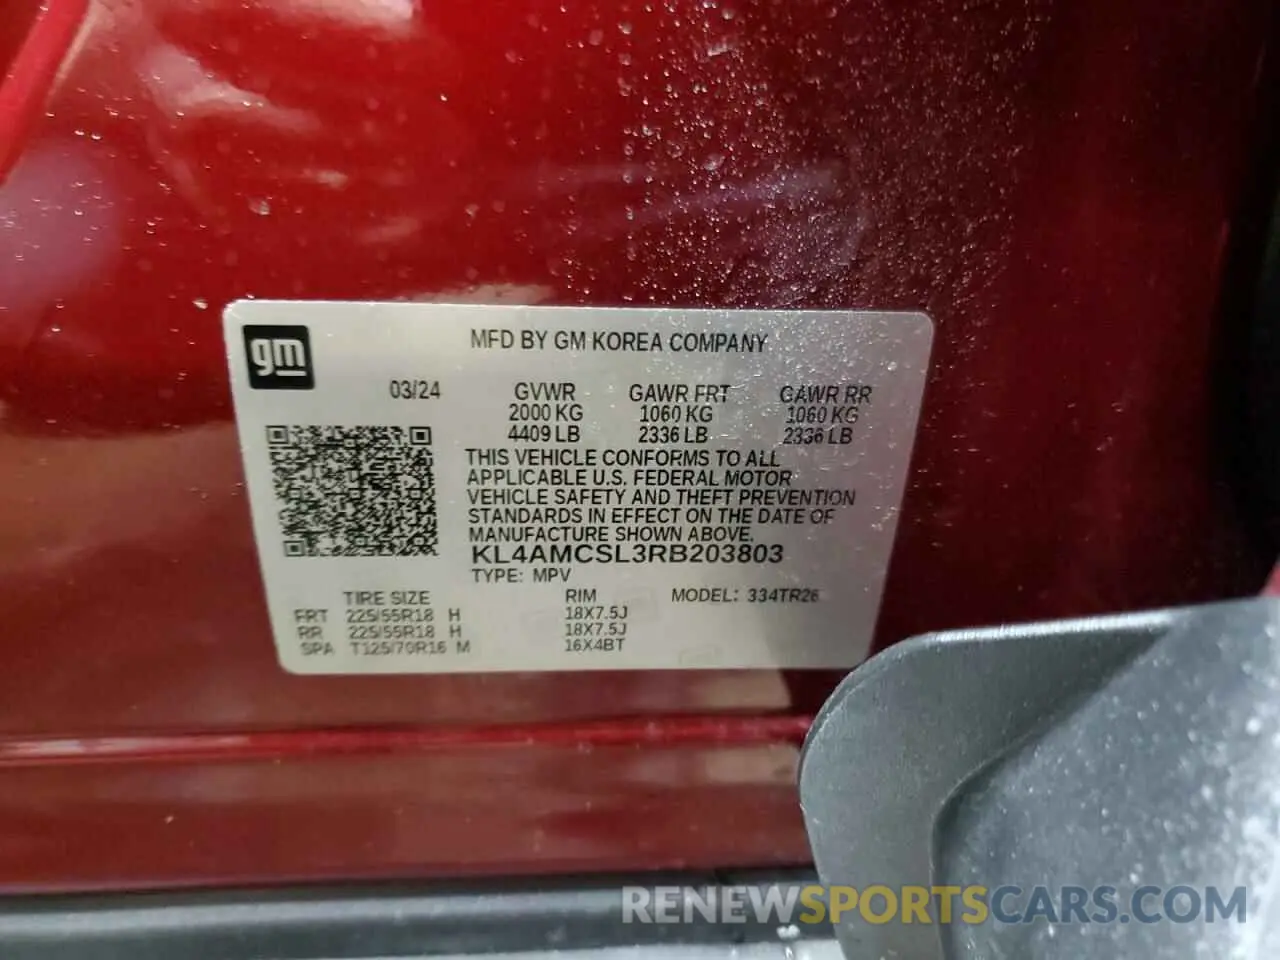 gm
MFD BY GM KOREA COMPANY
03/24 GVWR GAWR FRT GAWR RR
2000 KG 1060 KG 1060 KG
4409 LB 2336 LB 2336 LB
THIS VEHICLE CONFORMS TO ALL
APPLICABLE U.S. FEDERAL MOTOR
VEHICLE SAFETY AND THEFT PREVENTION
STANDARDS IN EFFECT ON THE DATE OF
MANUFACTURE SHOWN ABOVE.
KL4AMCSL3RB203803
TYPE: MPV
TIRE SIZE RIM MODEL: 334TR26
FRT 225/55R18 H 18X7.5J
RR 225/55R18 H 18X7.5J
SPA T125/70R16 M 16X4BT
RENEWSPORTSCARS.COM